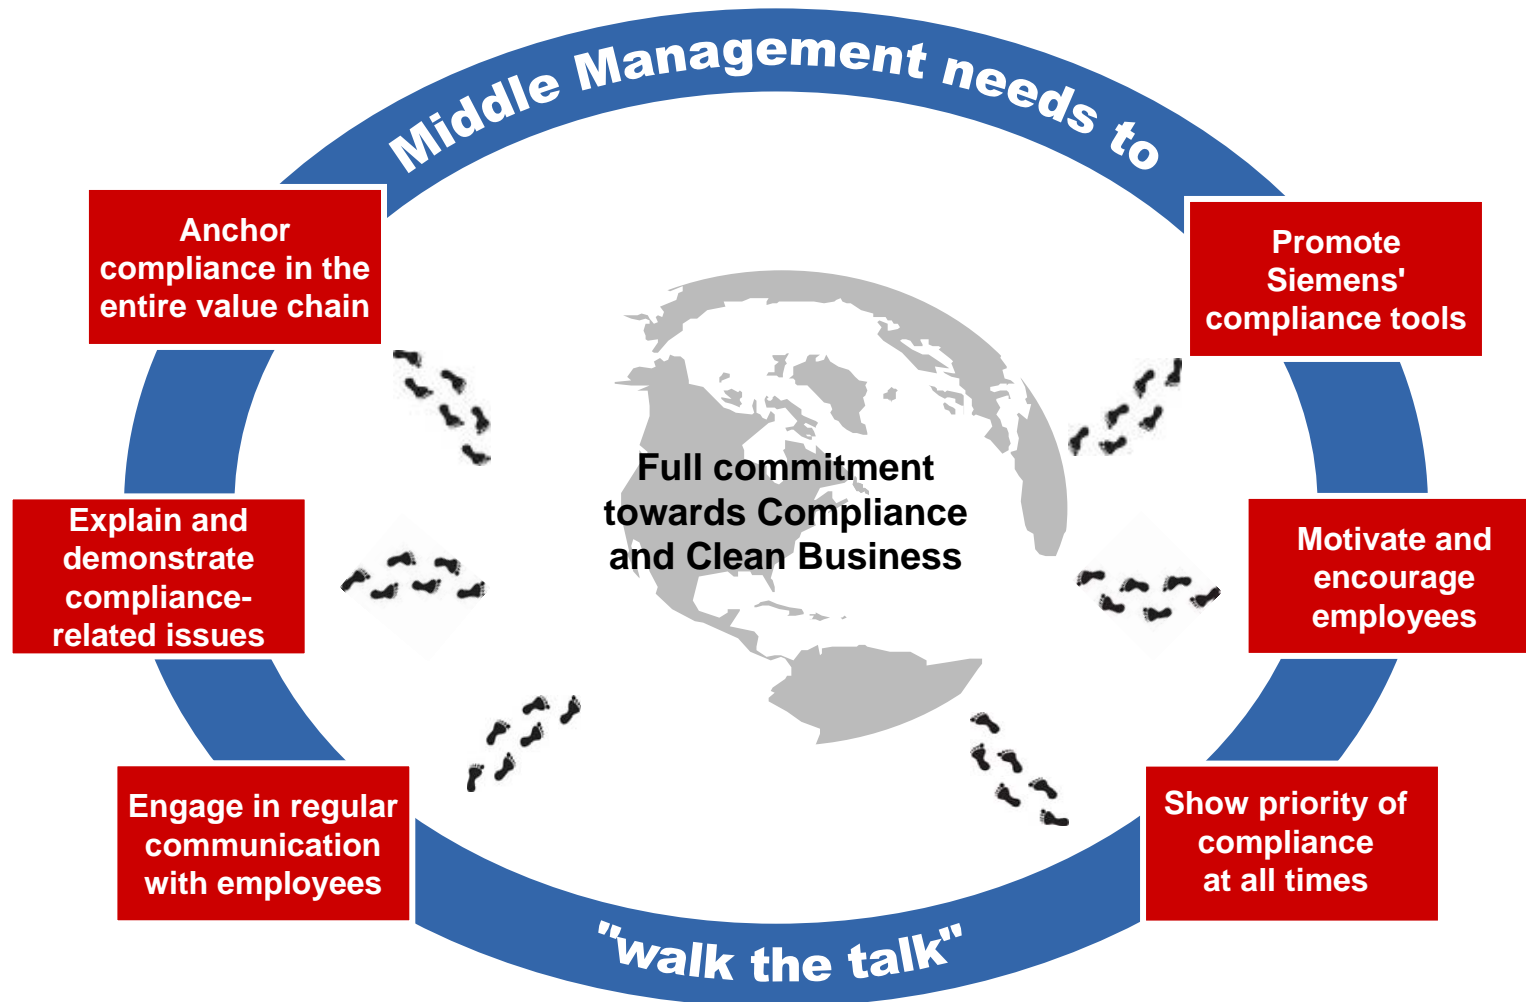 Middle Management needs to
Anchor
compliance in the
entire value chain
Promote
Siemens'
compliance tools
Full commitment
towards Compliance
and Clean Business
Explain and
demonstrate
compliance-
related issues
Motivate and
encourage
employees
Engage in regular
communication
with employees
Show priority of
compliance
at all times
"walk the talk"